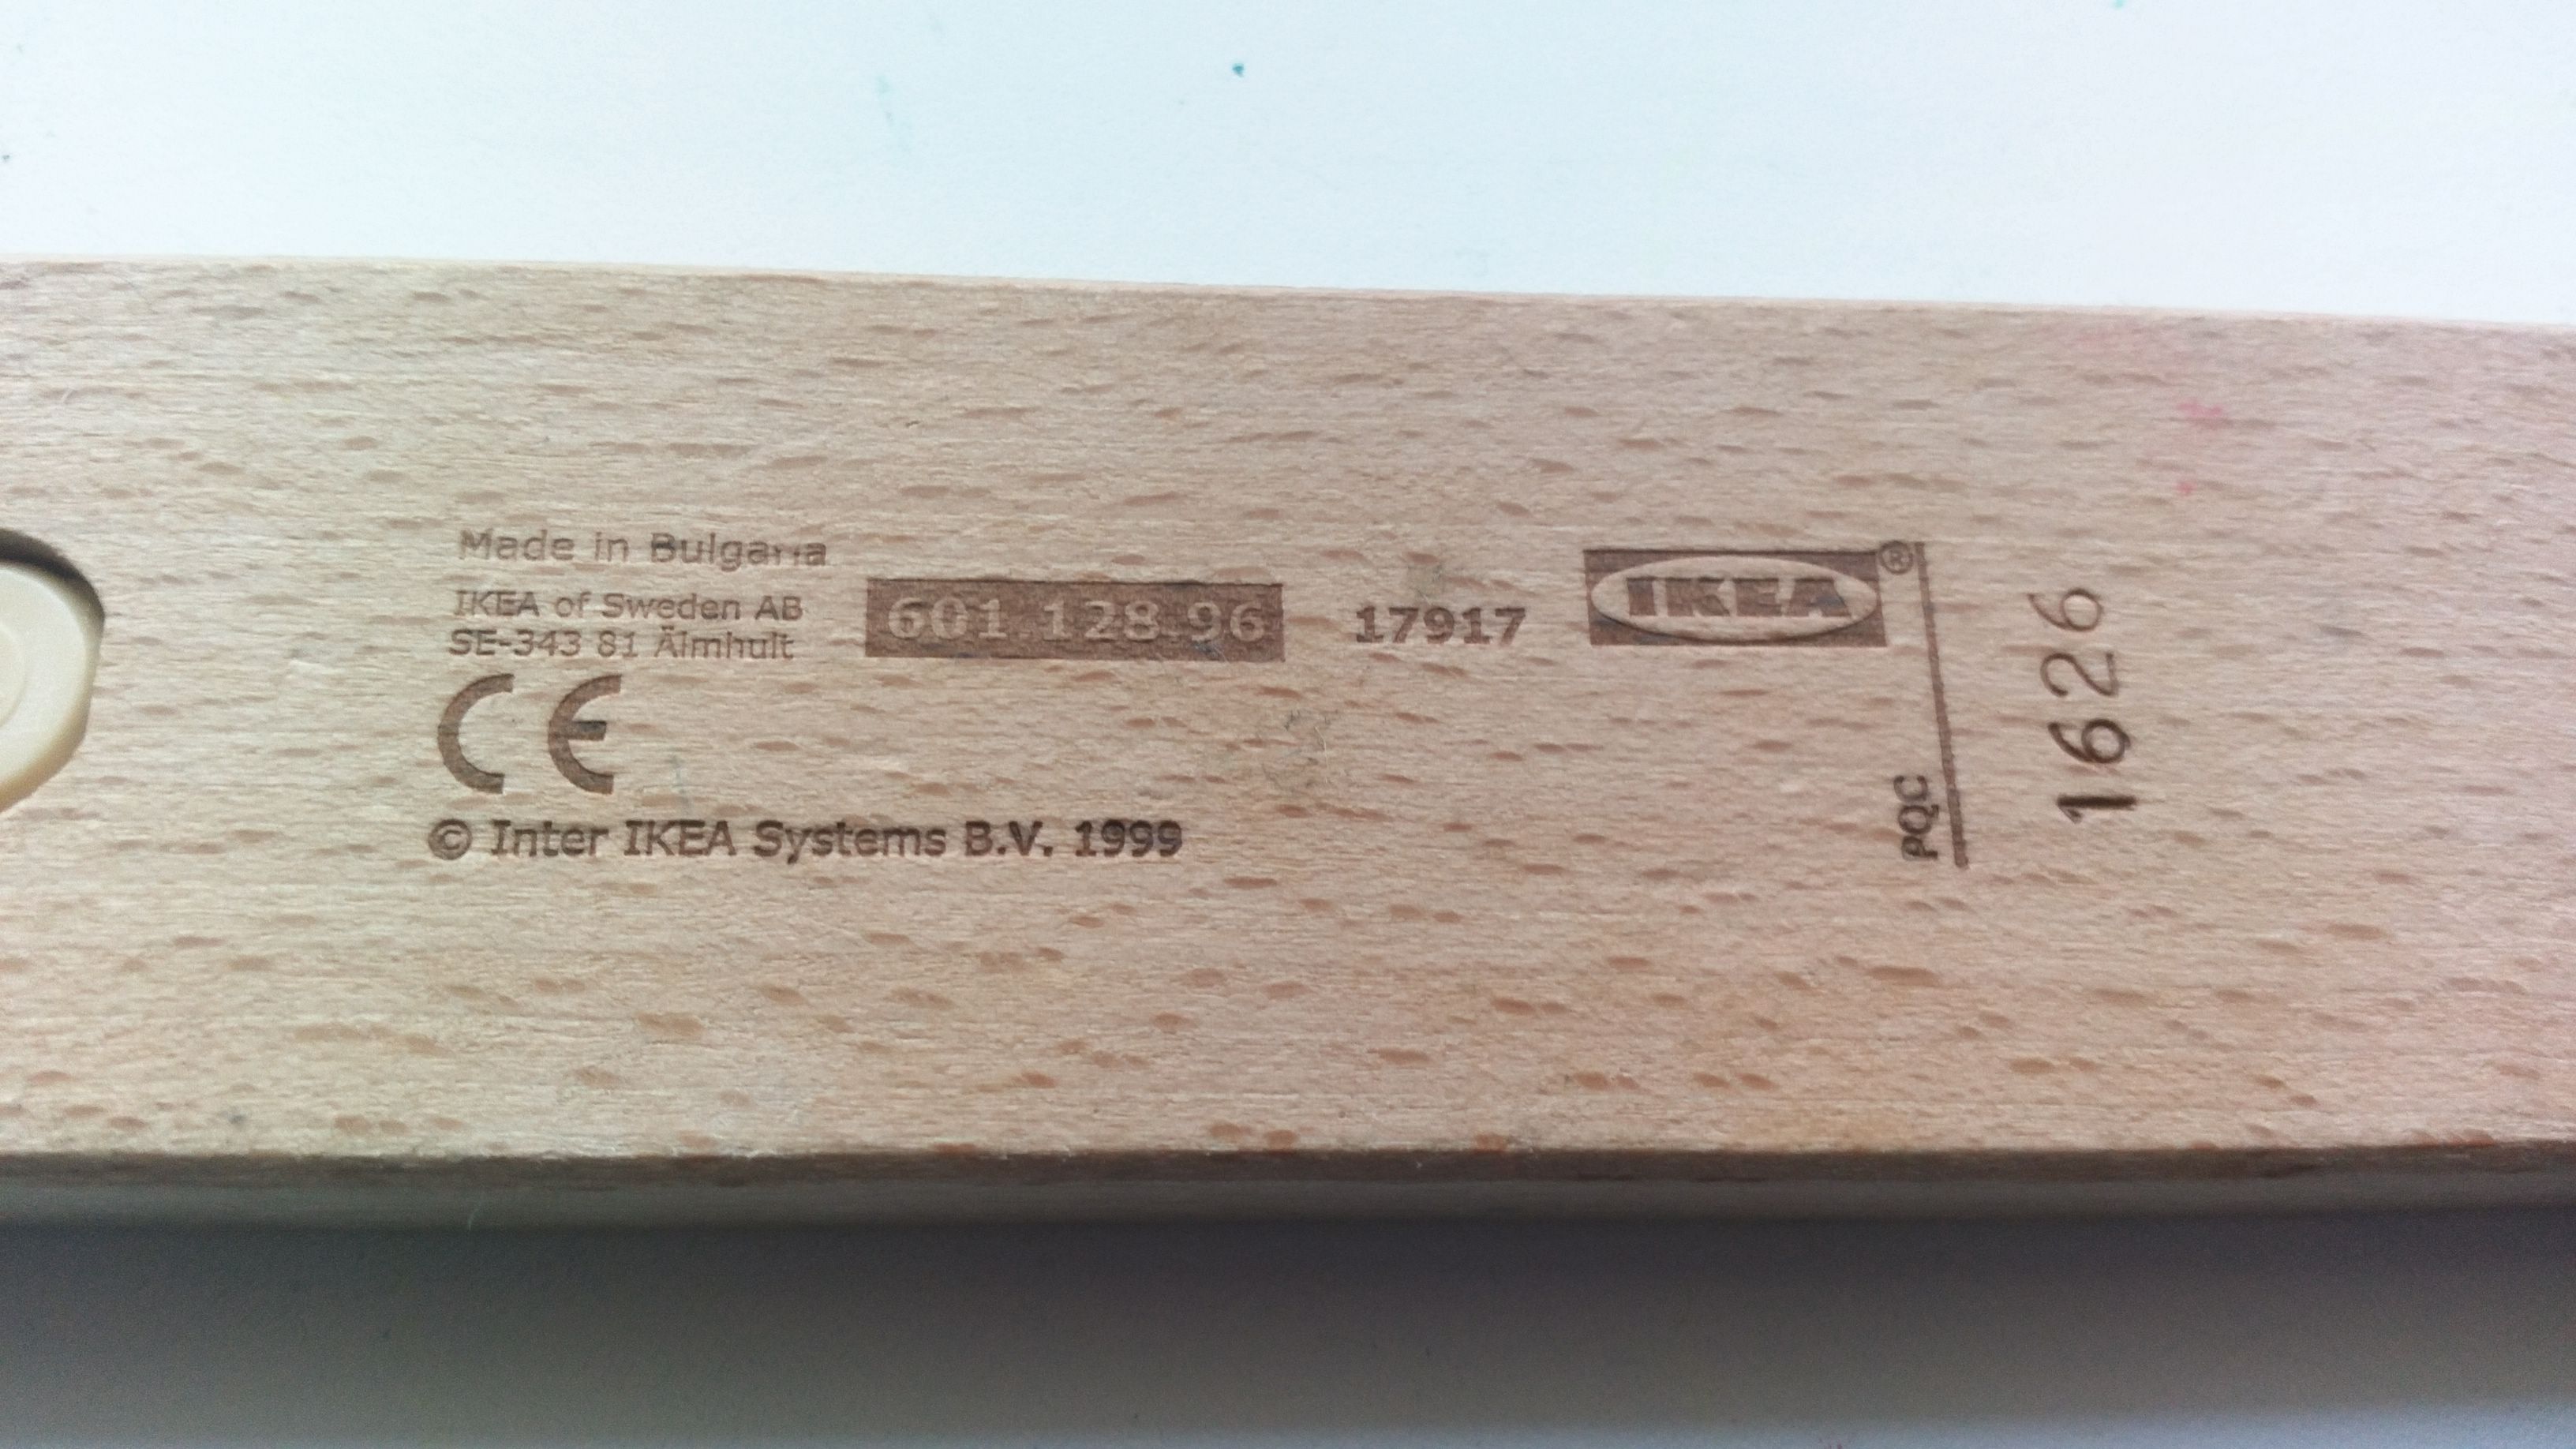 Made in Bulgaria
IKEA of Sweden AB
SE-343 81 Älmhult
601.128.96
17917
IKEA®
CE
© Inter IKEA Systems B.V. 1999
PQC
1626